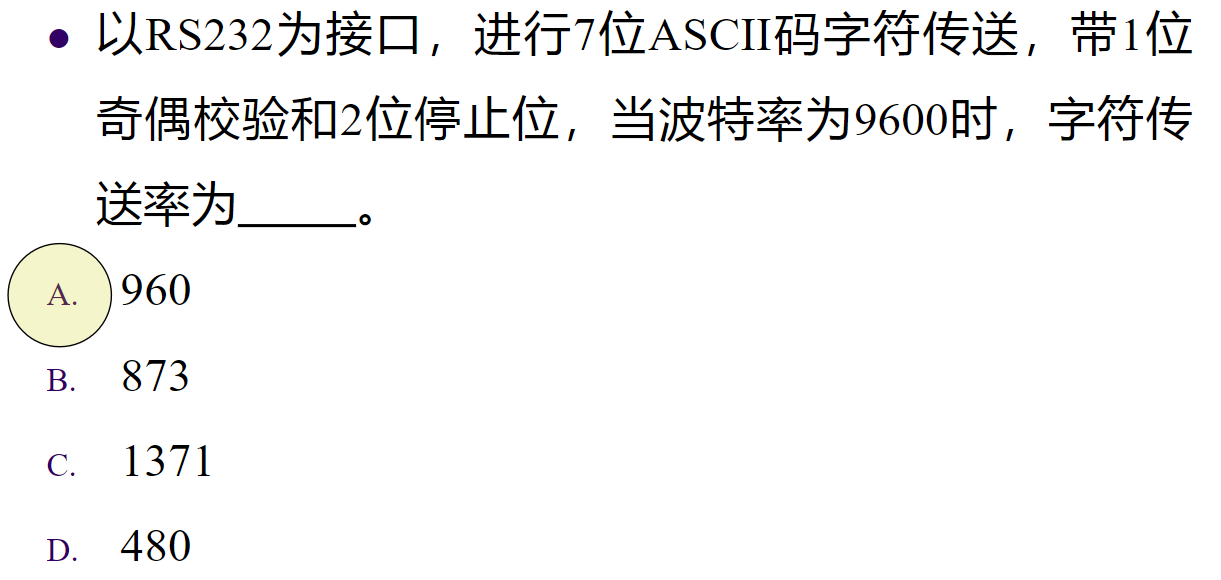 • 以RS232为接口，进行7位ASCII码字符传送，带1位
奇偶校验和2位停止位，当波特率为9600时，字符传
送率为_____。
A. 960
B. 873
C. 1371
D. 480